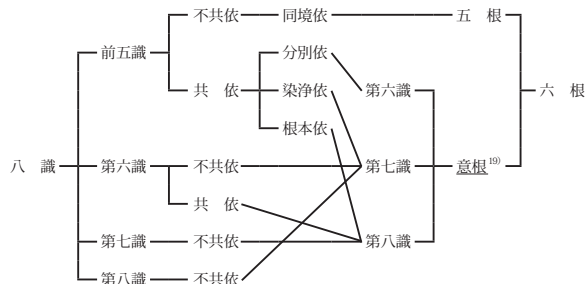 不共依 同境依 五 根
前五識 分別依
共 依 染浄依 第六識 六 根
根本依
八 識 第六識 不共依 第七識 意根19)
共 依
第七識 不共依 第八識
第八識 不共依